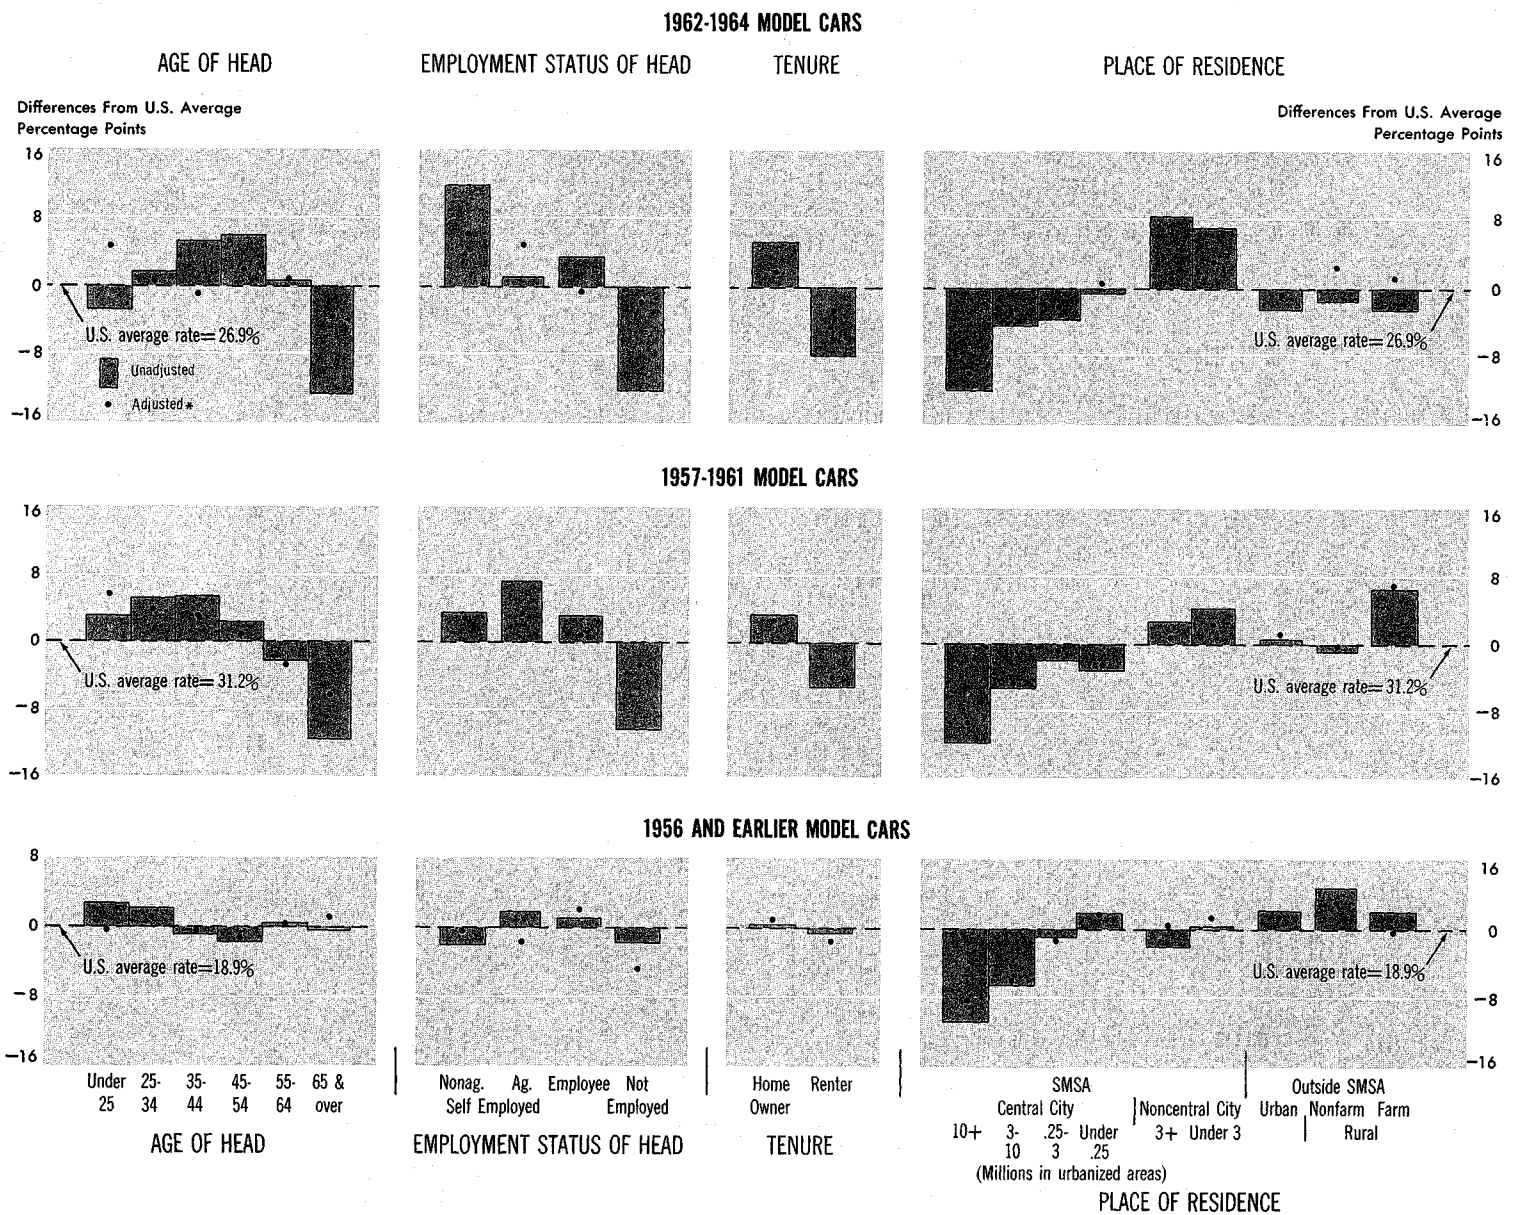 1962-1964 MODEL CARS
AGE OF HEAD EMPLOYMENT STATUS OF HEAD TENURE PLACE OF RESIDENCE
Differences From U.S. Average
Percentage Points
Differences From U.S. Average
Percentage Points
16 16
8 8
0 0
U.S. average rate=26.9% U.S. average rate=26.9%
-8 -8
Unadjusted
Adjusted*
-16 -16
1957-1961 MODEL CARS
16 16
8 8
0 0
U.S. average rate=31.2% U.S. average rate=31.2%
-8 -8
-16 -16
1956 AND EARLIER MODEL CARS
8 16
0 0
U.S. average rate=18.9% U.S. average rate=18.9%
-8 -8
-16 -16
Under 25- 35- 45- 55- 65 &
25 34 44 54 64 over
AGE OF HEAD
Nonag. Ag. Employee Not
Self Employed Employed
EMPLOYMENT STATUS OF HEAD
Home Renter
Owner
TENURE
SMSA Outside SMSA
Central City Noncentral City Urban Nonfarm Farm
10+ 3- .25- Under 3+ Under 3 Rural
10 3 .25
(Millions in urbanized areas)
PLACE OF RESIDENCE